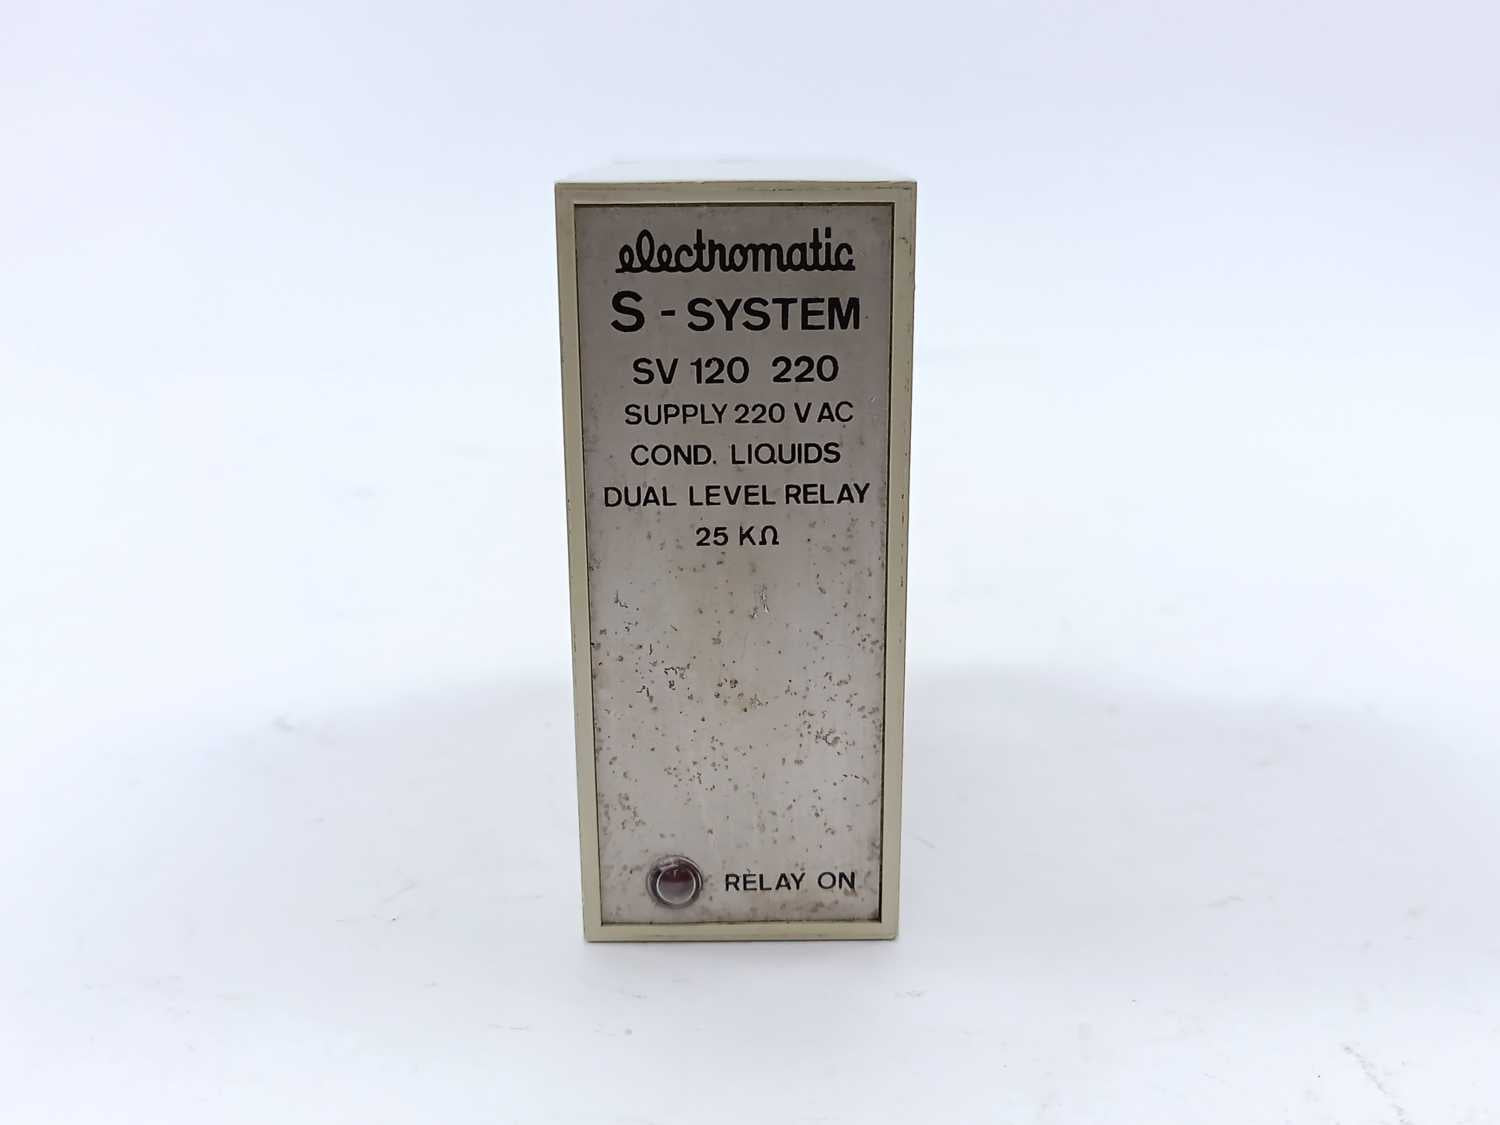 electromatic
S - SYSTEM
SV 120 220
SUPPLY 220 V AC
COND. LIQUIDS
DUAL LEVEL RELAY
25 KΩ
RELAY ON